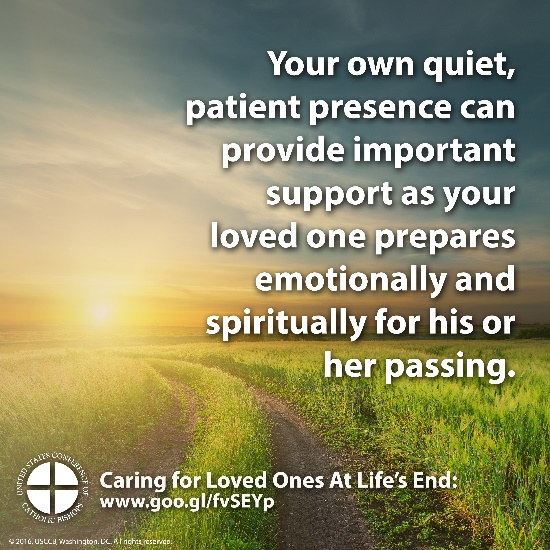 Your own quiet,
patient presence can
provide important
support as your
loved one prepares
emotionally and
spiritually for his or
her passing.
UNITED STATES CONFERENCE OF
CATHOLIC BISHOPS
Caring for Loved Ones At Life's End:
www.goo.gl/fvSEYp
© 2016, USCCB, Washington, DC. All rights reserved.